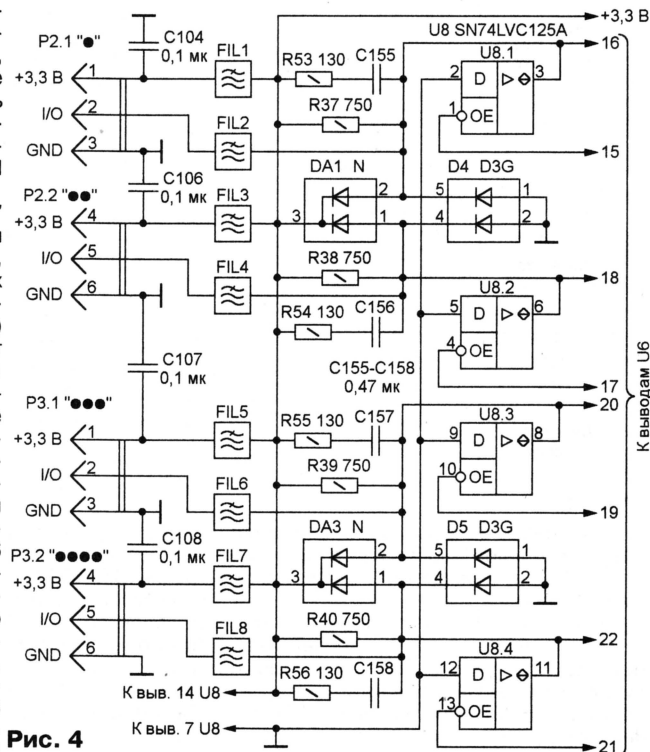 +3,3 В
P2.1 "●"
C104
0,1 мк
FIL1
R53 130
C155
U8 SN74LVC125A
U8.1
16
+3,3 В
1
2
D
3
I/O
2
R37 750
1
OE
FIL2
15
GND
3
C106
0,1 мк
DA1 N
D4 D3G
P2.2 "●●"
2
5
1
+3,3 В
4
FIL3
3
1
4
2
I/O
5
R38 750
18
FIL4
U8.2
GND
6
5
D
6
R54 130
C156
4
OE
C107
0,1 мк
C155-C158
0,47 мк
17
20
P3.1 "●●●"
FIL5
R55 130
C157
U8.3
+3,3 В
1
9
D
8
I/O
2
R39 750
10
OE
FIL6
19
GND
3
C108
0,1 мк
DA3 N
D5 D3G
P3.2 "●●●●"
2
5
1
+3,3 В
4
FIL7
3
1
4
2
I/O
5
R40 750
22
FIL8
U8.4
GND
6
12
D
11
R56 130
C158
13
OE
К выв. 14 U8
К выв. 7 U8
21
К выводам U6
Рис. 4